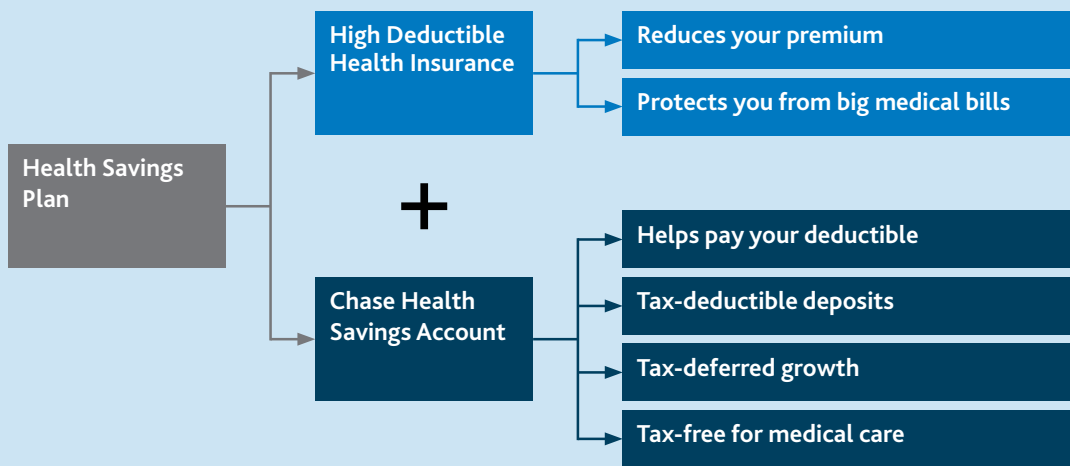 Health Savings
Plan
High Deductible
Health Insurance
Reduces your premium
Protects you from big medical bills
+
Chase Health
Savings Account
Helps pay your deductible
Tax-deductible deposits
Tax-deferred growth
Tax-free for medical care